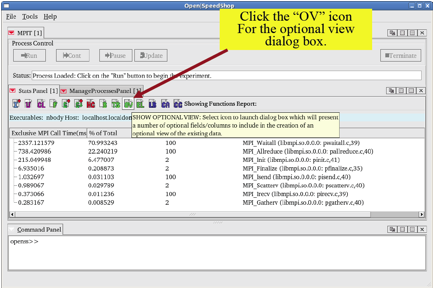 Open|SpeedShop
Click the “OV” icon
For the optional view
dialog box.
File Tools Help
MPIT [1]
Process Control
Run Cont Pause Update Terminate
Status: Process Loaded: Click on the "Run" button to begin the experiment.
Stats Panel [1] ManageProcessesPanel [1]
Showing Functions Report:
Executables: nbody Host: localhost.localdom
SHOW OPTIONAL VIEW: Select icon to launch dialog box which will present
a number of optional fields/columns to include in the creation of an
optional view of the existing data.
Exclusive MPI Call Time(ms % of Total
2337.121379 70.993243 100 MPI_Waitall (libmpi.so.0.0.0: pwaitall.c,39)
738.420986 22.240219 100 MPI_Allreduce (libmpi.so.0.0.0: pallreduce.c,40)
215.049948 6.477007 2 MPI_Init (libmpi.so.0.0.0: pinit.c,41)
6.935016 0.208873 2 MPI_Finalize (libmpi.so.0.0.0: pfinalize.c,35)
1.032697 0.031103 100 MPI_Isend (libmpi.so.0.0.0: pisend.c,40)
0.989067 0.029789 2 MPI_Scatterv (libmpi.so.0.0.0: pscatterv.c,40)
0.373066 0.011236 100 MPI_Irecv (libmpi.so.0.0.0: pirecv.c,40)
0.283167 0.008529 2 MPI_Gatherv (libmpi.so.0.0.0: pgatherv.c,40)
Command Panel
openss>>